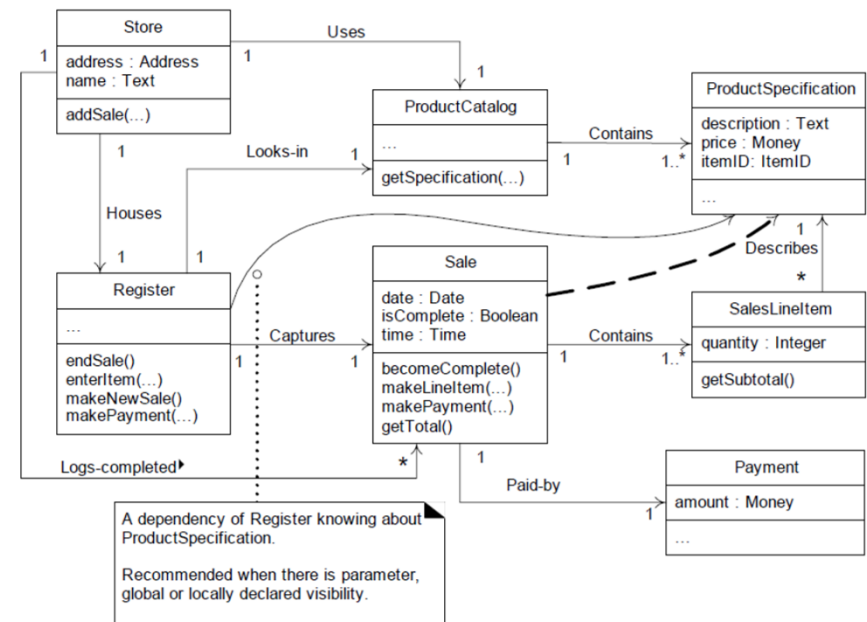 Store
address : Address
name : Text
addSale(...)
1
1
Uses
1
ProductCatalog
...
getSpecification(...)
ProductSpecification
description : Text
price : Money
itemID: ItemID
...
Contains
1
1..*
1
Looks-in
1
Houses
1
1
Register
...
endSale()
enterItem(...)
makeNewSale()
makePayment(...)
Captures
1
1
Sale
date : Date
isComplete : Boolean
time : Time
becomeComplete()
makeLineItem(...)
makePayment(...)
getTotal()
1
Describes
*
SalesLineItem
quantity : Integer
getSubtotal()
Contains
1
1..*
Logs-completed
*
1
Paid-by
1
Payment
amount : Money
...
A dependency of Register knowing about
ProductSpecification.
Recommended when there is parameter,
global or locally declared visibility.